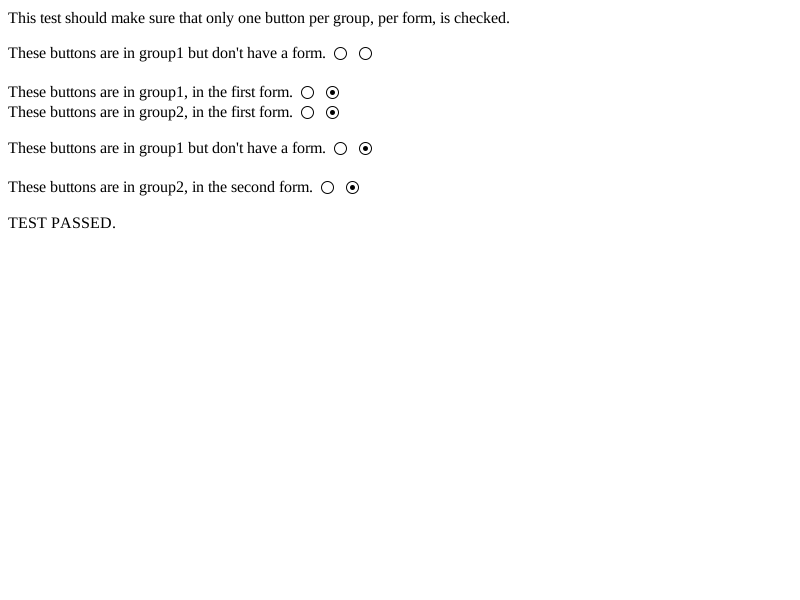 This test should make sure that only one button per group, per form, is checked.
These buttons are in group1 but don't have a form.
These buttons are in group1, in the first form.
These buttons are in group2, in the first form.
These buttons are in group1 but don't have a form.
These buttons are in group2, in the second form.
TEST PASSED.